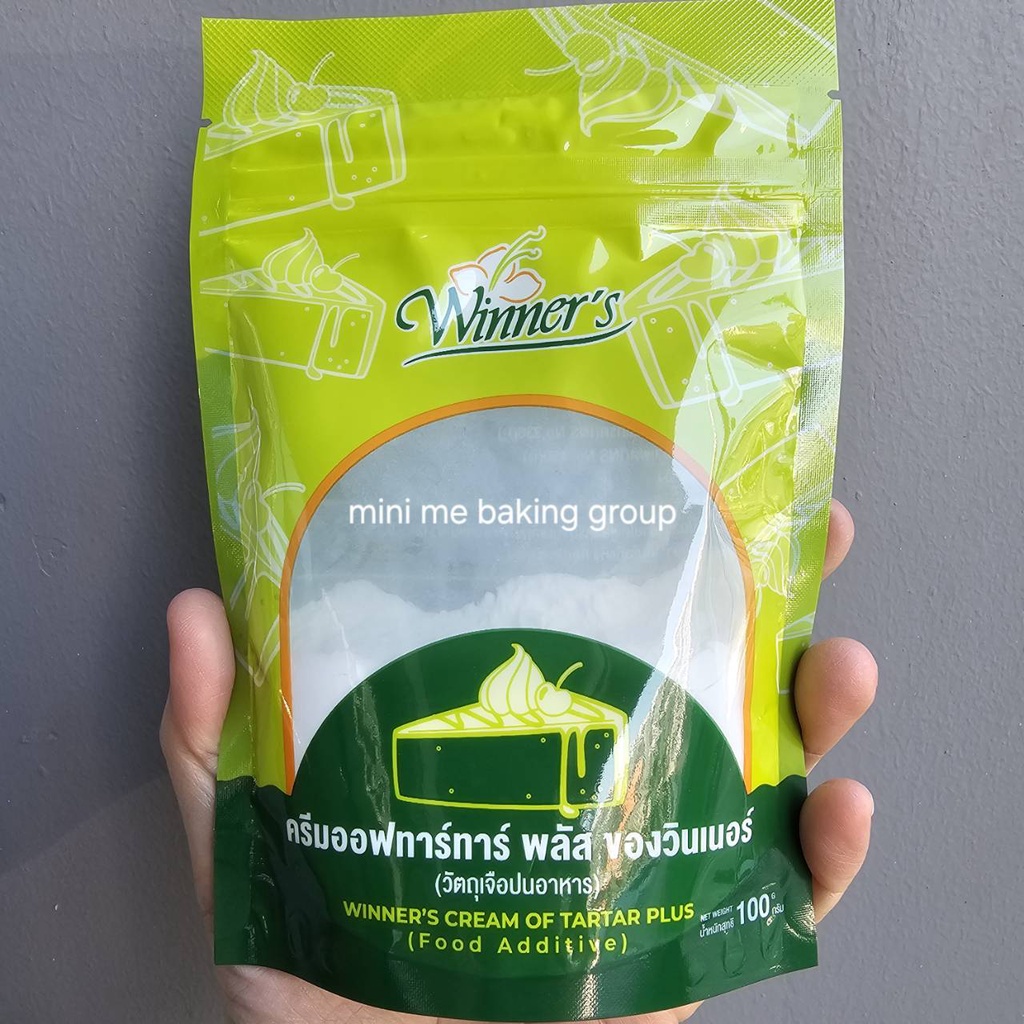 Winner's
mini me baking group
ครีมออฟทาร์ทาร์ พลัส ของวินเนอร์
(วัตถุเจือปนอาหาร)
WINNER'S CREAM OF TARTAR PLUS
(Food Additive)
NET WEIGHT 100 G
น้ำหนักสุทธิ กรัม